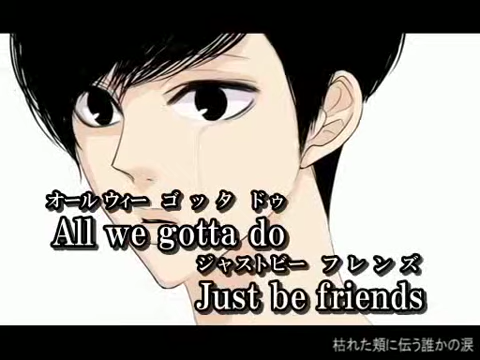 オール ウィー ゴ ッ タ ドゥ
All we gotta do
ジャストビー フ レ ン ズ
Just be friends
枯れた頬に伝う誰かの涙